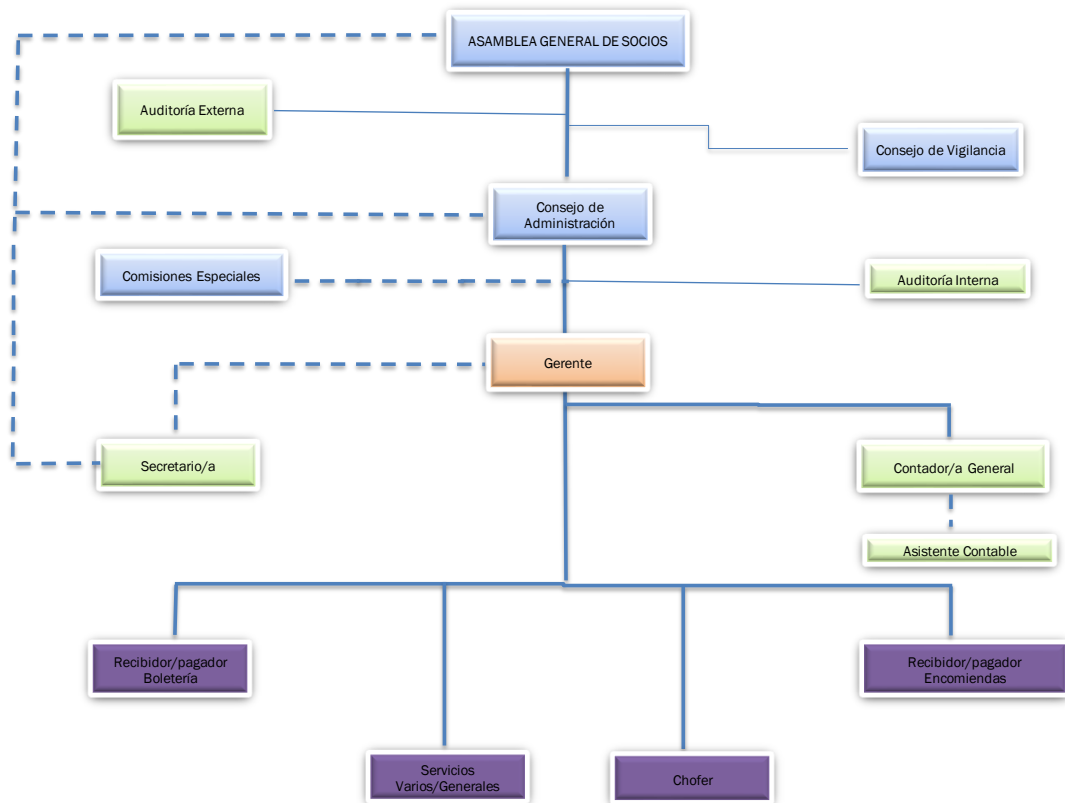 ASAMBLEA GENERAL DE SOCIOS
Auditoría Externa
Consejo de Vigilancia
Consejo de
Administración
Comisiones Especiales
Auditoría Interna
Gerente
Secretario/a
Contador/a General
Asistente Contable
Recibidor/pagador
Boletería
Recibidor/pagador
Encomiendas
Servicios
Varios/Generales
Chofer